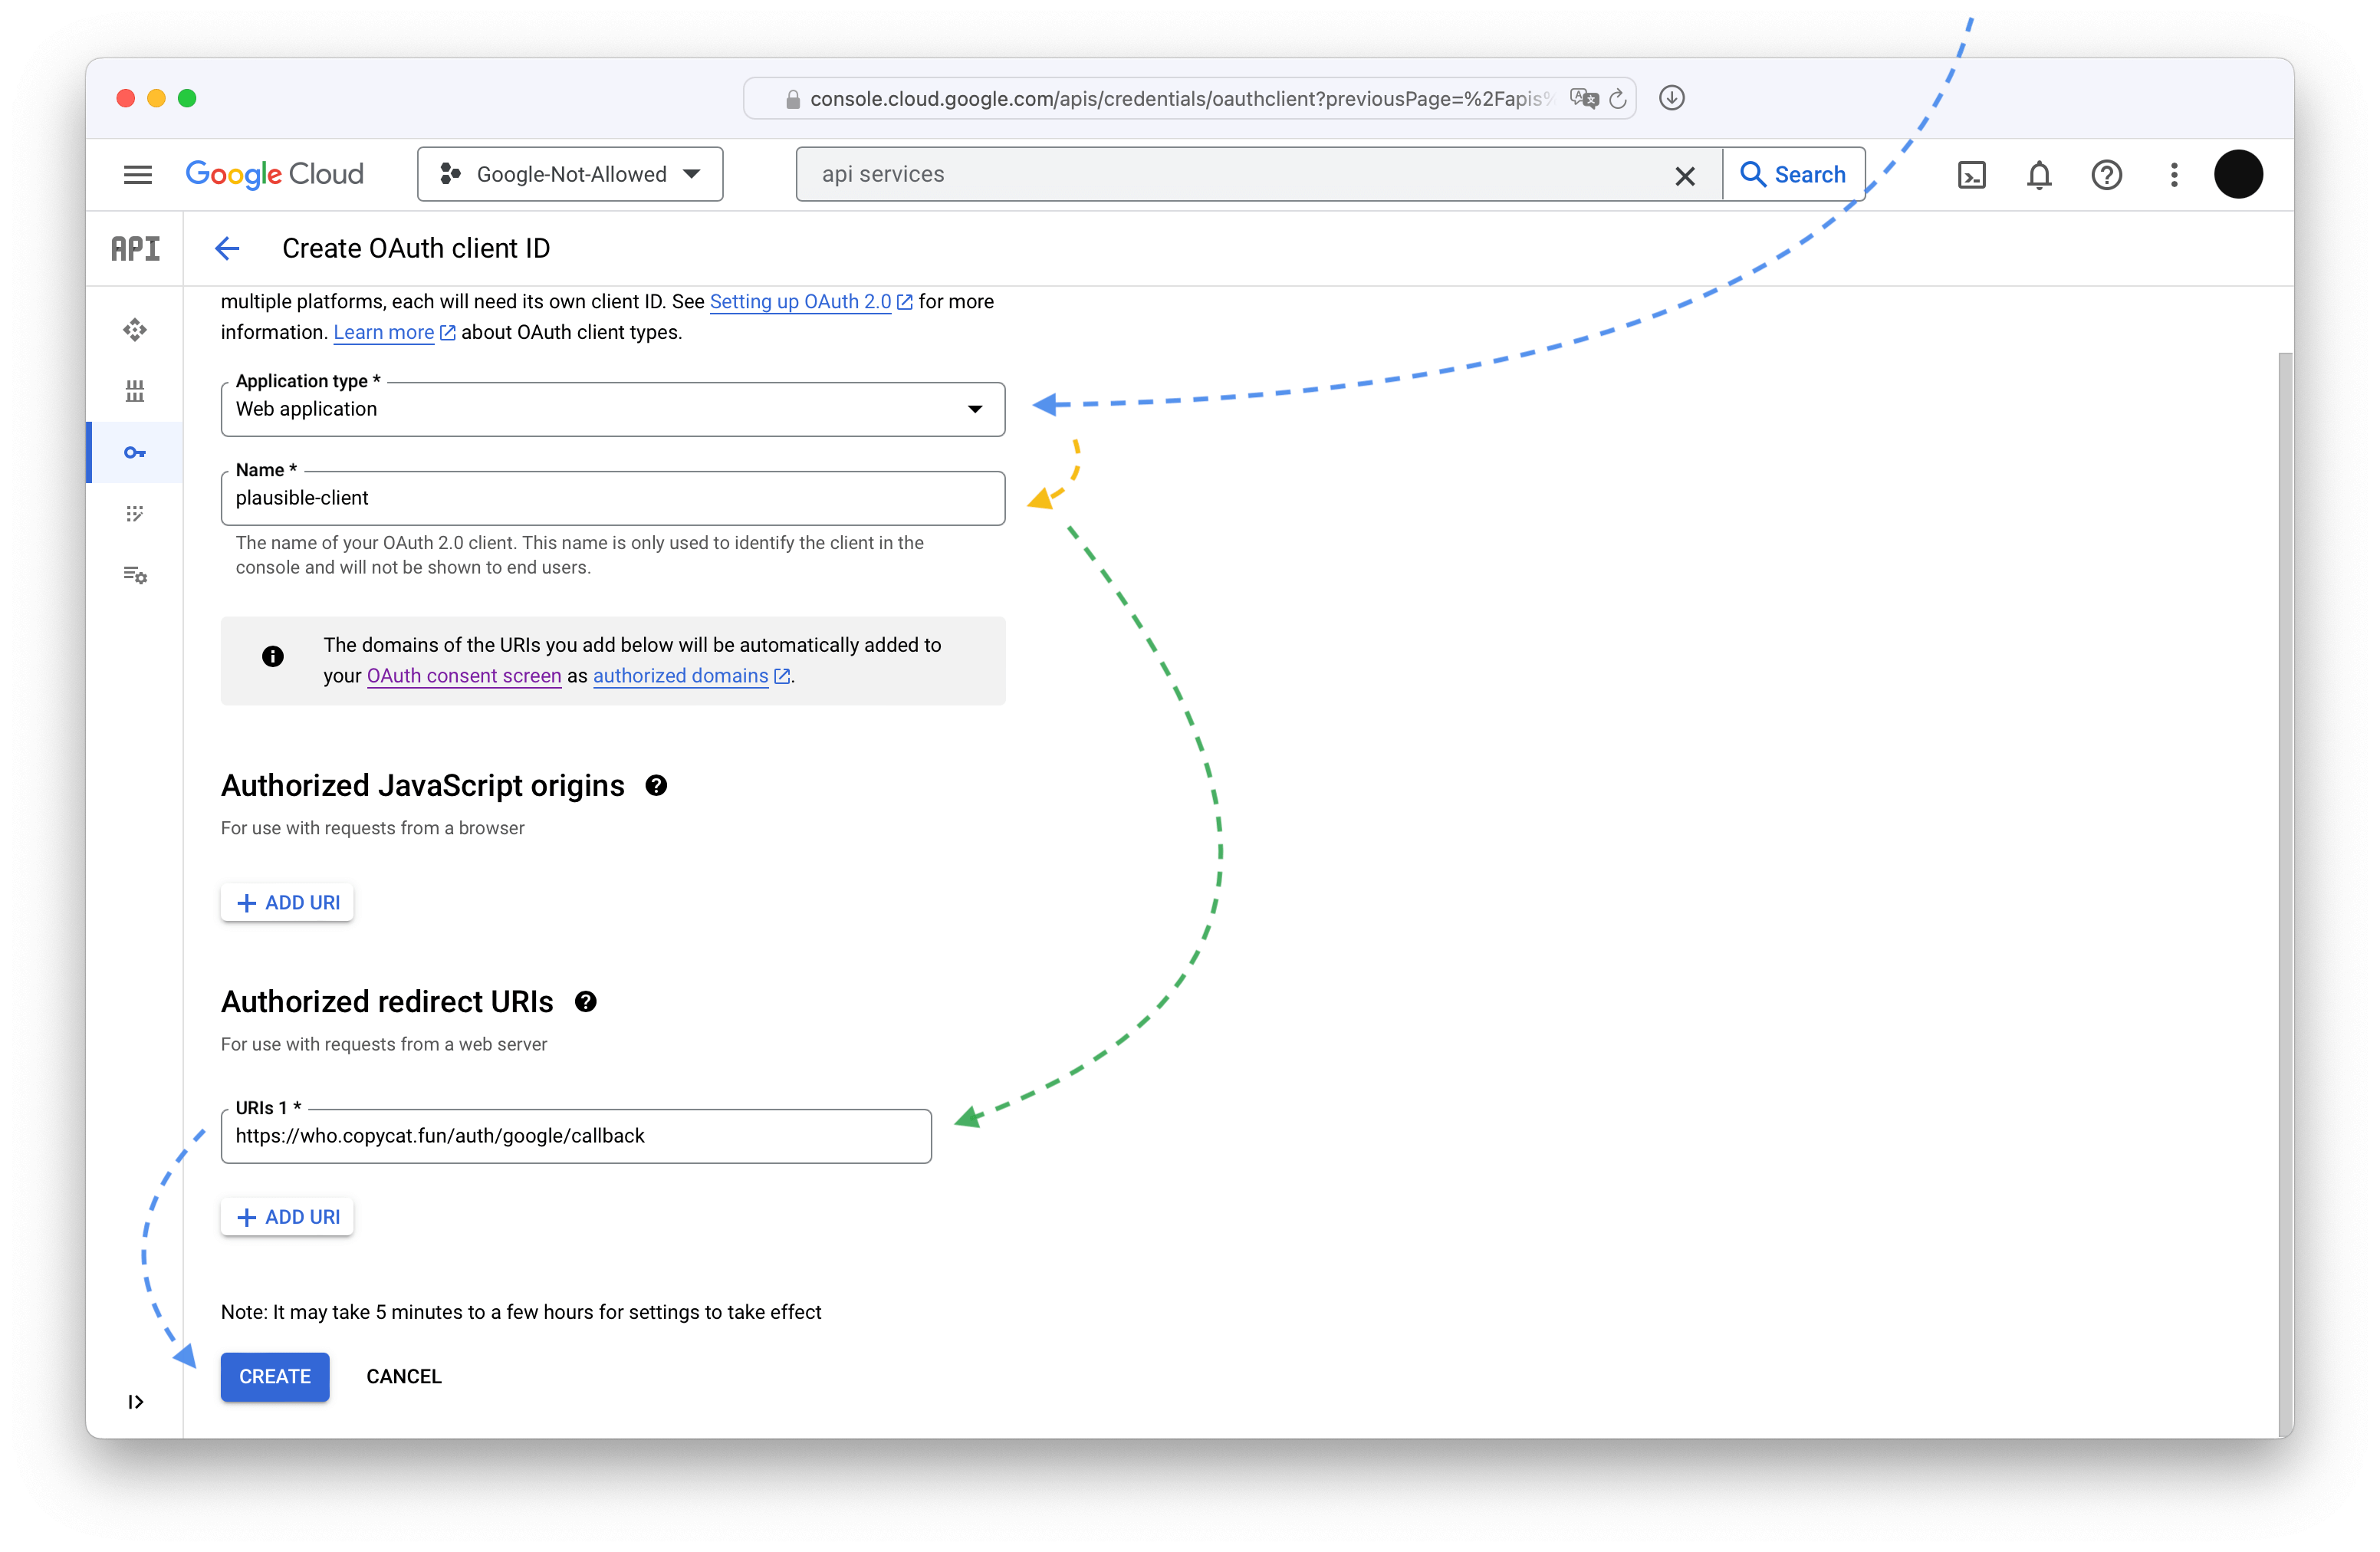 console.cloud.google.com/apis/credentials/oauthclient?previousPage=%2Fapis%
Google Cloud
Google-Not-Allowed
api services
Search
API
Create OAuth client ID
multiple platforms, each will need its own client ID. See Setting up OAuth 2.0 for more
information. Learn more about OAuth client types.
Application type *
Web application
Name *
plausible-client
The name of your OAuth 2.0 client. This name is only used to identify the client in the
console and will not be shown to end users.
The domains of the URIs you add below will be automatically added to
your OAuth consent screen as authorized domains.
Authorized JavaScript origins
For use with requests from a browser
+ ADD URI
Authorized redirect URIs
For use with requests from a web server
URIs 1 *
https://who.copycat.fun/auth/google/callback
+ ADD URI
Note: It may take 5 minutes to a few hours for settings to take effect
CREATE
CANCEL